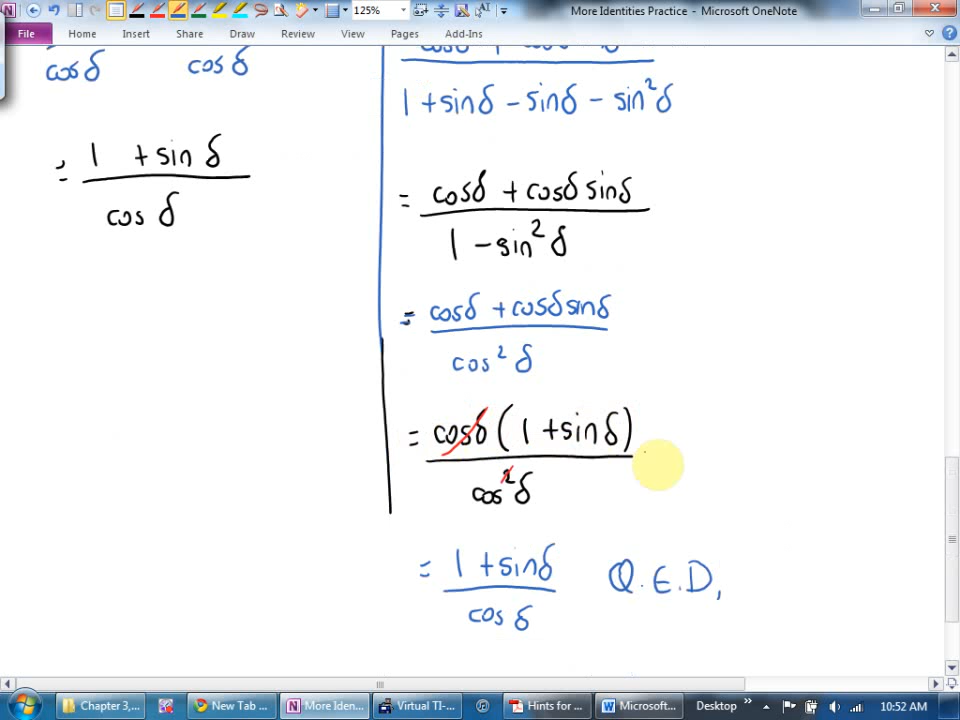 125%
More Identities Practice - Microsoft OneNote
File Home Insert Share Draw Review View Pages Add-Ins
cosδ cosδ
= 1 + sin δ
cos δ
1 + sinδ - sinδ - sin²δ
= cosδ + cosδ sinδ
1 - sin²δ
= cosδ + cosδ sinδ
cos²δ
= cosδ (1 + sinδ)
cos²δ
= 1 + sinδ
cos δ
Q.E.D.
Chapter 3,... New Tab ... More Iden... Virtual TI-... Hints for ... Microsoft... Desktop » 10:52 AM